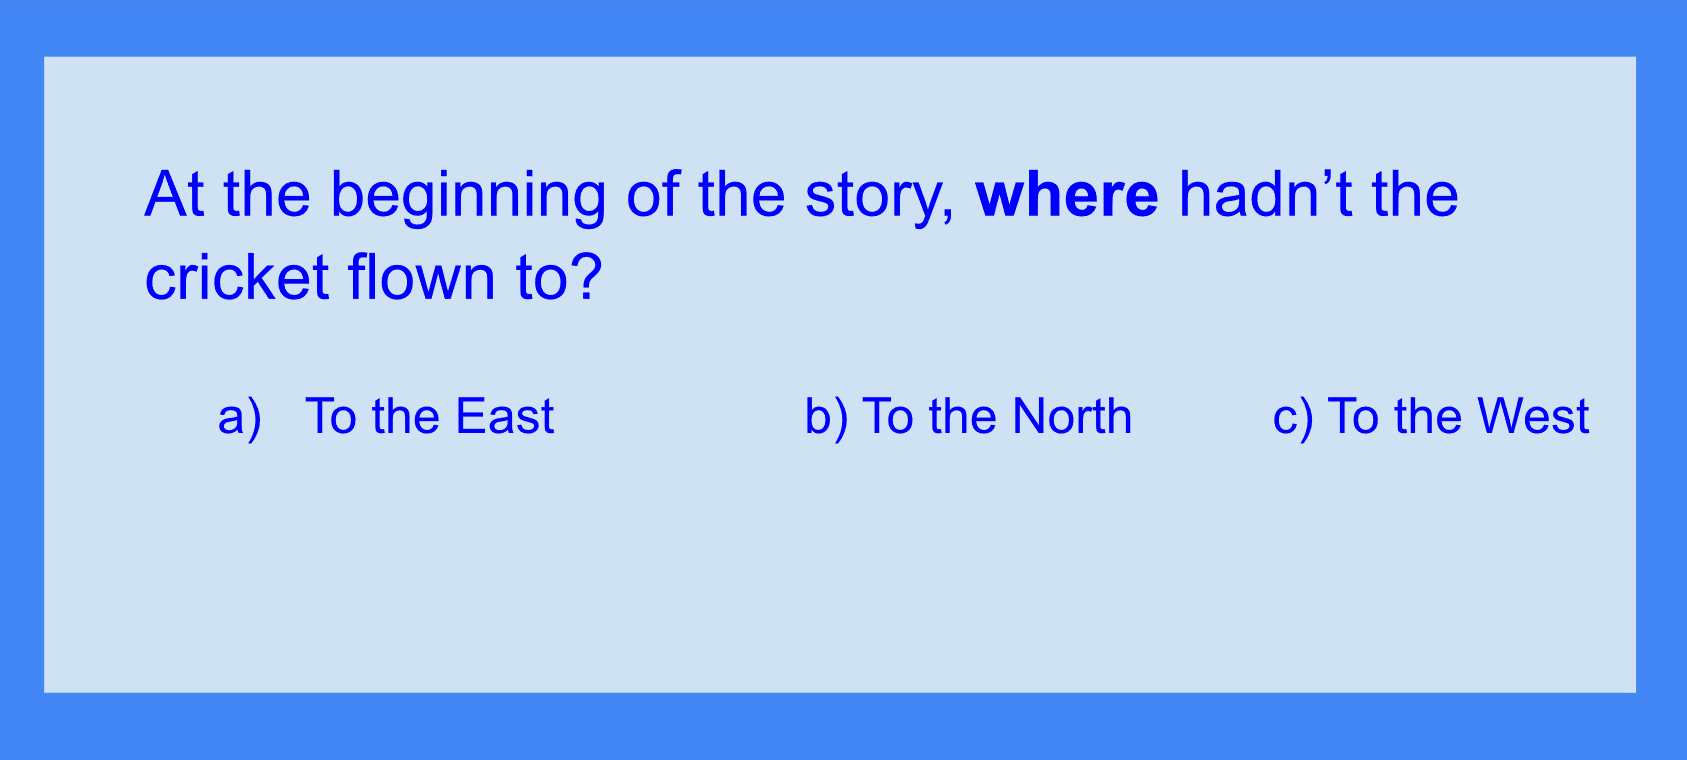 At the beginning of the story, where hadn’t the
cricket flown to?
a) To the East b) To the North c) To the West